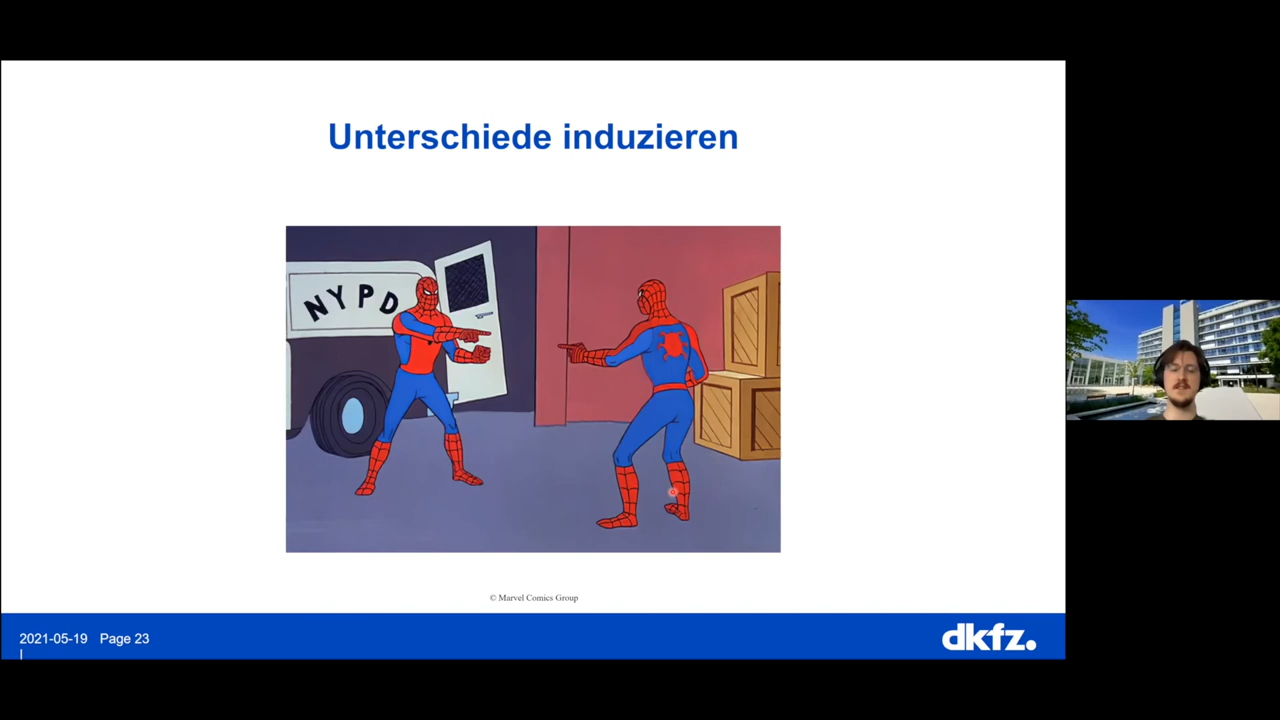 Unterschiede induzieren
NYPD
© Marvel Comics Group
2021-05-19 Page 23
|
dkfz.